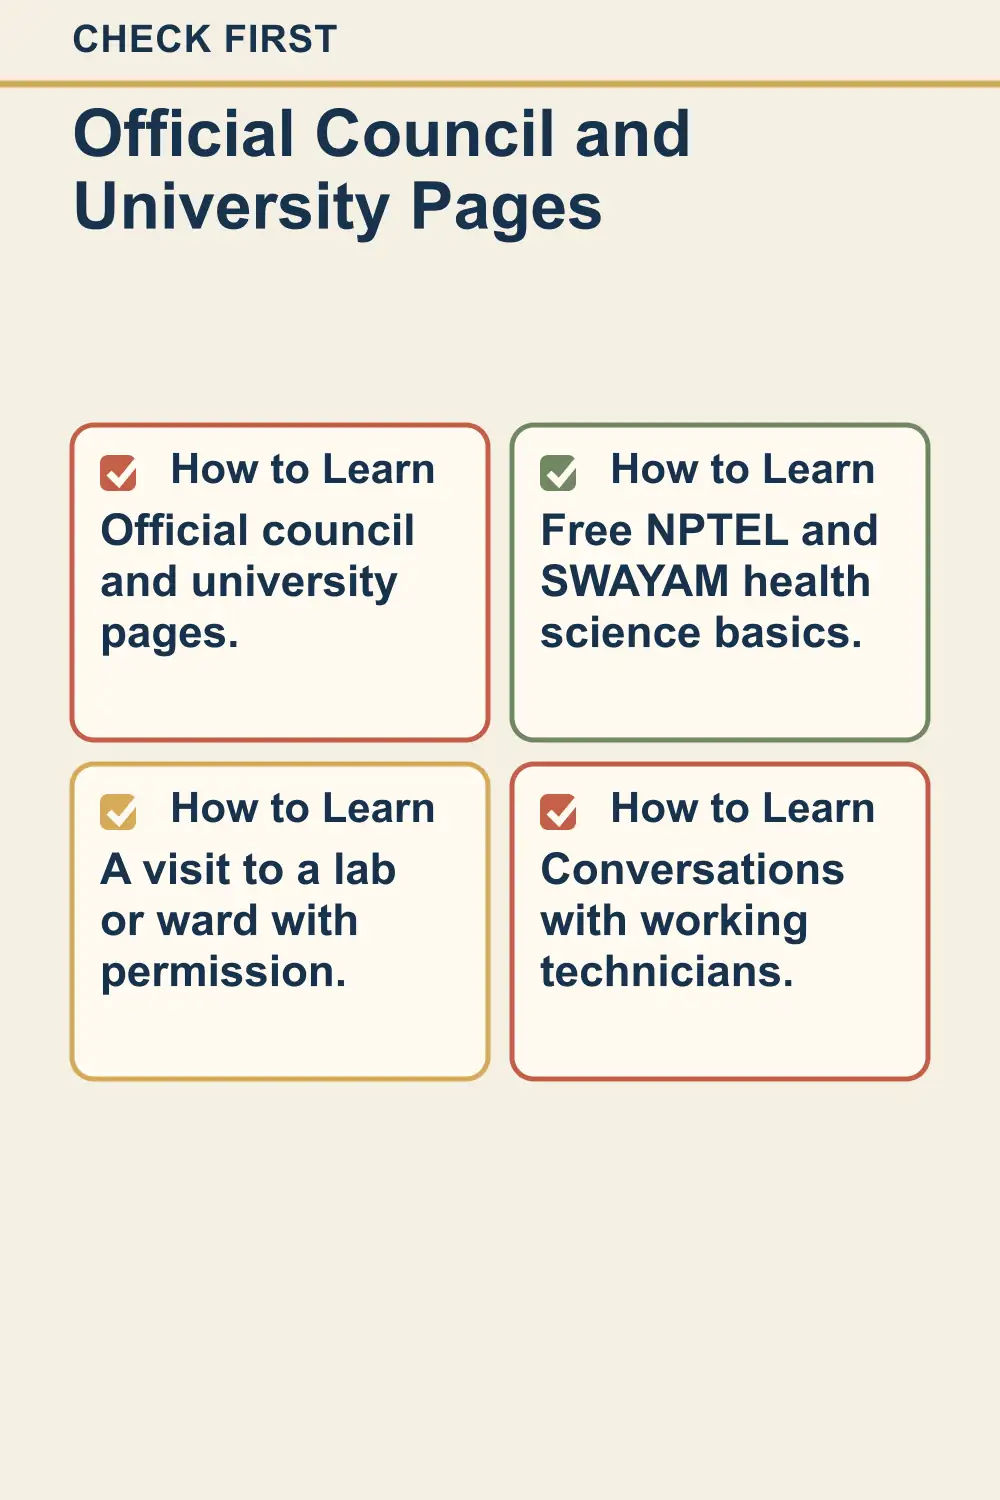 CHECK FIRST
Official Council and
University Pages
How to Learn
Official council
and university
pages.
How to Learn
Free NPTEL and
SWAYAM health
science basics.
How to Learn
A visit to a lab
or ward with
permission.
How to Learn
Conversations
with working
technicians.